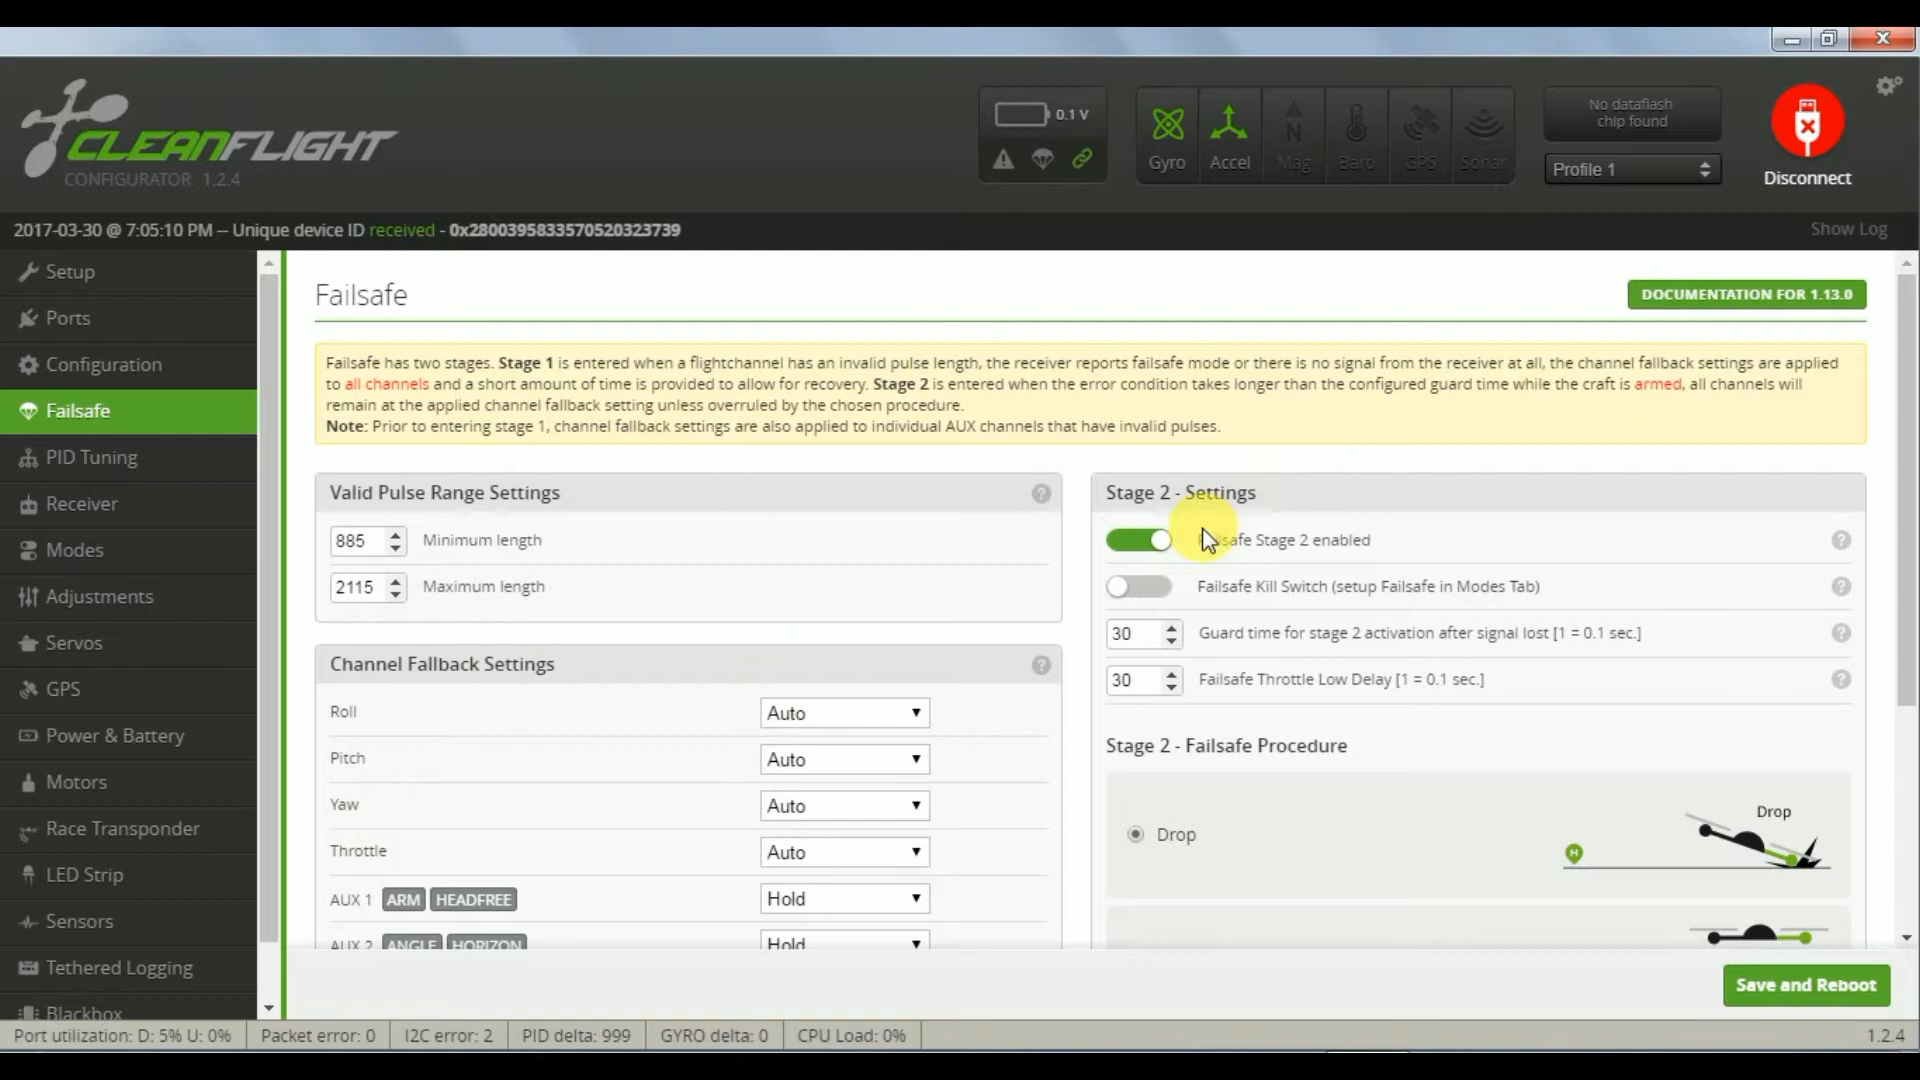 CLEANFLIGHT
CONFIGURATOR 1.2.4
0.1 V
Gyro
Accel
Mag
Baro
GPS
Sonar
No dataflash
chip found
Profile 1
Disconnect
2017-03-30 @ 7:05:10 PM -- Unique device ID received - 0x2800395833570520323739
Show Log
Setup
Ports
Configuration
Failsafe
PID Tuning
Receiver
Modes
Adjustments
Servos
GPS
Power & Battery
Motors
Race Transponder
LED Strip
Sensors
Tethered Logging
Blackbox
Failsafe
DOCUMENTATION FOR 1.13.0
Failsafe has two stages. Stage 1 is entered when a flightchannel has an invalid pulse length, the receiver reports failsafe mode or there is no signal from the receiver at all, the channel fallback settings are applied
to all channels and a short amount of time is provided to allow for recovery. Stage 2 is entered when the error condition takes longer than the configured guard time while the craft is armed, all channels will
remain at the applied channel fallback setting unless overruled by the chosen procedure.
Note: Prior to entering stage 1, channel fallback settings are also applied to individual AUX channels that have invalid pulses.
Valid Pulse Range Settings
885 Minimum length
2115 Maximum length
Channel Fallback Settings
Roll Auto
Pitch Auto
Yaw Auto
Throttle Auto
AUX 1 ARM HEADFREE Hold
AUX 2 ANGLE HORIZON Hold
Stage 2 - Settings
Failsafe Stage 2 enabled
Failsafe Kill Switch (setup Failsafe in Modes Tab)
30 Guard time for stage 2 activation after signal lost [1 = 0.1 sec.]
30 Failsafe Throttle Low Delay [1 = 0.1 sec.]
Stage 2 - Failsafe Procedure
Drop
Drop
H
Save and Reboot
Port utilization: D: 5% U: 0%
Packet error: 0
I2C error: 2
PID delta: 999
GYRO delta: 0
CPU Load: 0%
1.2.4